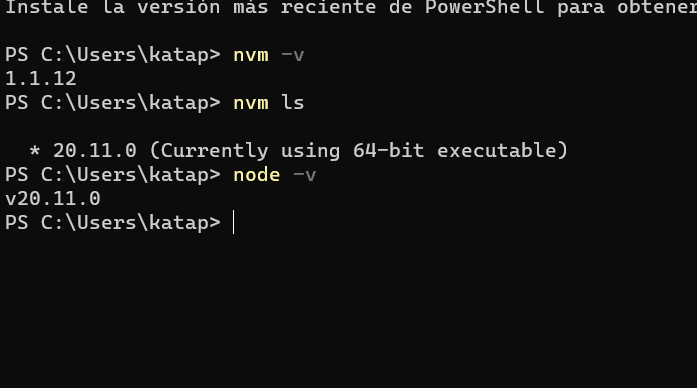 Instale la versión más reciente de PowerShell para obtener
PS C:\Users\katap> nvm -v
1.1.12
PS C:\Users\katap> nvm ls
* 20.11.0 (Currently using 64-bit executable)
PS C:\Users\katap> node -v
v20.11.0
PS C:\Users\katap>